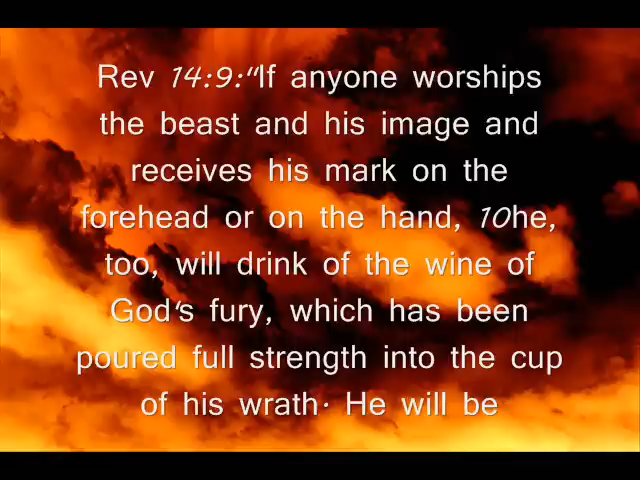 Rev 14:9:"If anyone worships
the beast and his image and
receives his mark on the
forehead or on the hand, 10he,
too, will drink of the wine of
God's fury, which has been
poured full strength into the cup
of his wrath. He will be